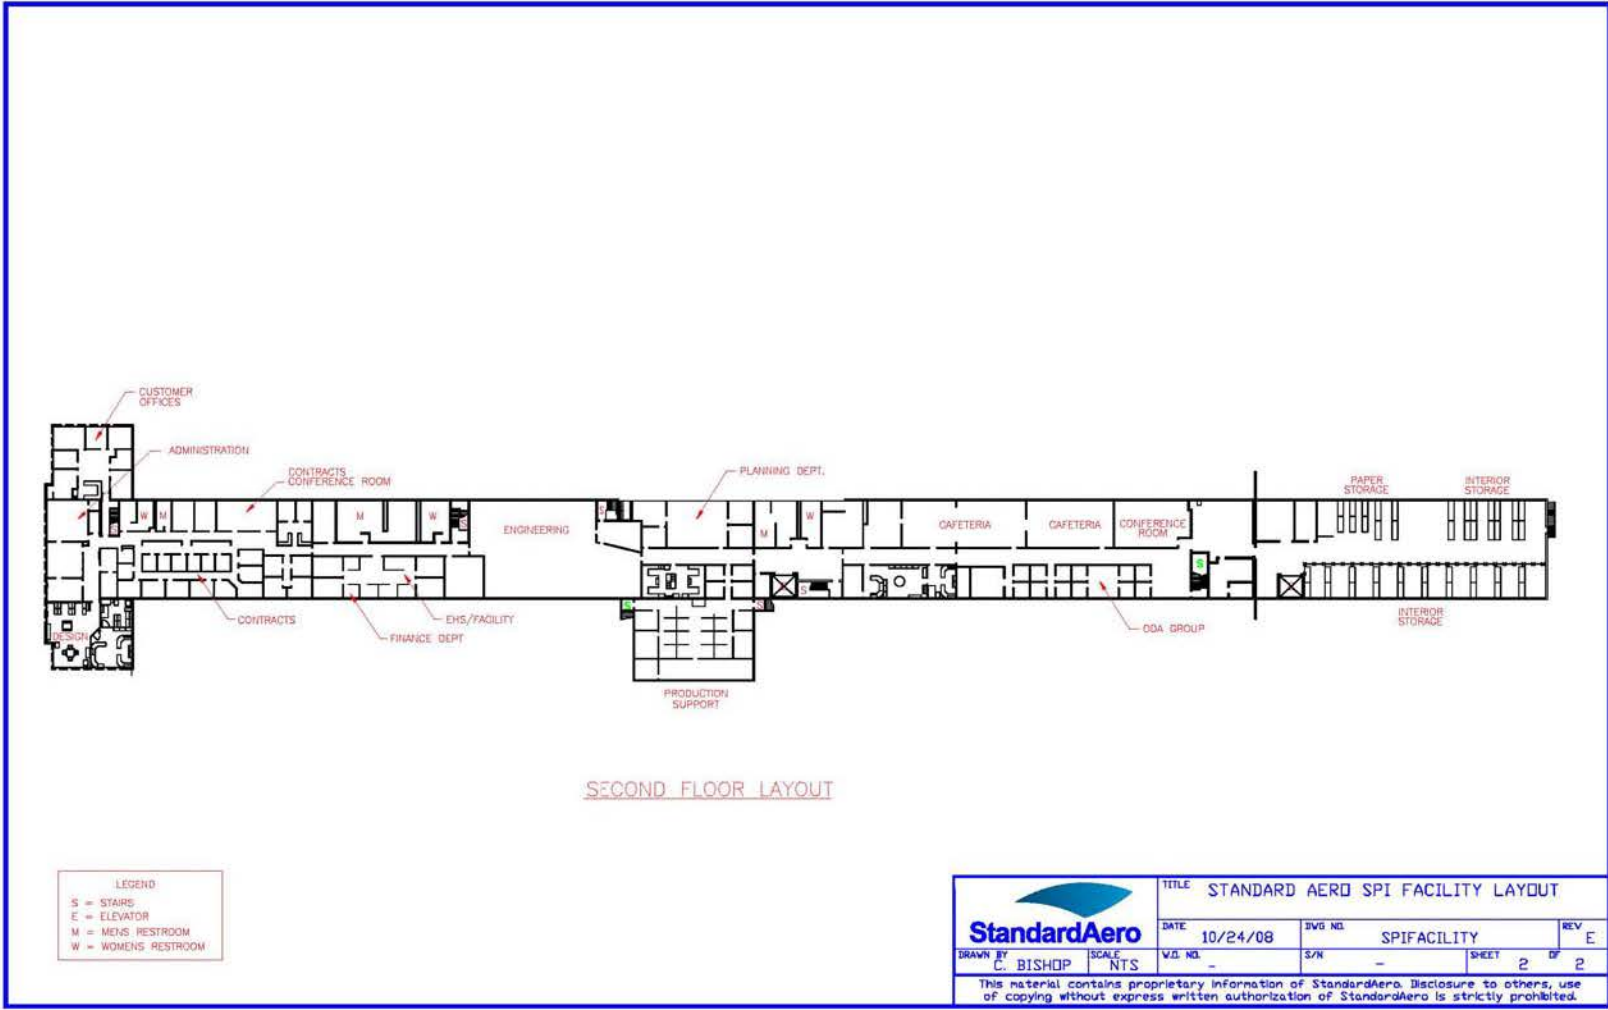 CUSTOMER
OFFICES
ADMINISTRATION
CONTRACTS
CONFERENCE ROOM
PLANNING DEPT.
PAPER
STORAGE
INTERIOR
STORAGE
S
W
M
M
W
S
ENGINEERING
S
M
W
CAFETERIA
CAFETERIA
CONFERENCE
ROOM
S
S
S
S
DESIGN
CONTRACTS
FINANCE DEPT
EHS/FACILITY
ODA GROUP
INTERIOR
STORAGE
PRODUCTION
SUPPORT
SECOND FLOOR LAYOUT
LEGEND
S = STAIRS
E = ELEVATOR
M = MENS RESTROOM
W = WOMENS RESTROOM
StandardAero
TITLE STANDARD AERO SPI FACILITY LAYOUT
DATE 10/24/08
DWG NO. SPIFACILITY
REV E
DRAWN BY C. BISHOP
SCALE NTS
W.O. NO. -
S/N -
SHEET 2 OF 2
This material contains proprietary information of StandardAero. Disclosure to others, use
of copying without express written authorization of StandardAero is strictly prohibited.